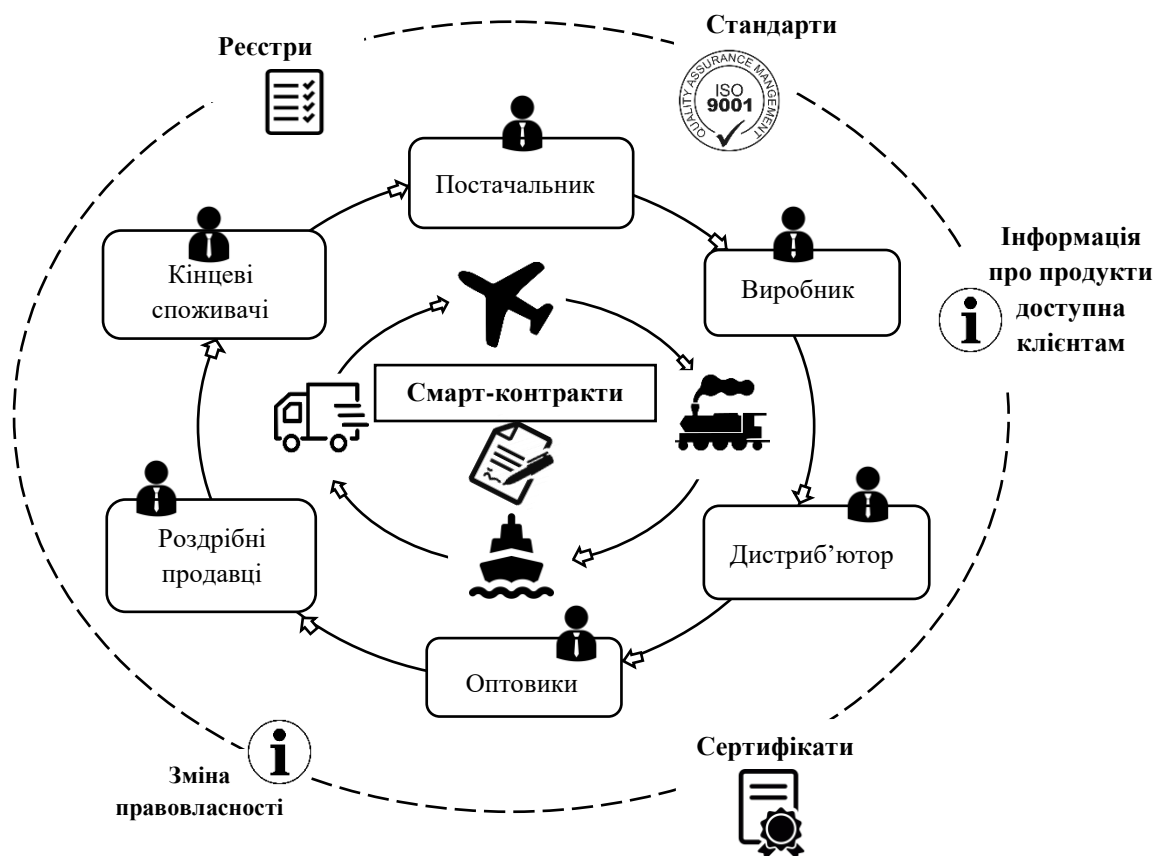 Реєстри
Стандарти
QUALITY ASSURANCE MANGEMENT
ISO
9001
Постачальник
Кінцеві
споживачі
Виробник
Інформація
про продукти
доступна
клієнтам
Смарт-контракти
Роздрібні
продавці
Дистриб’ютор
Оптовики
Зміна
правовласності
Сертифікати